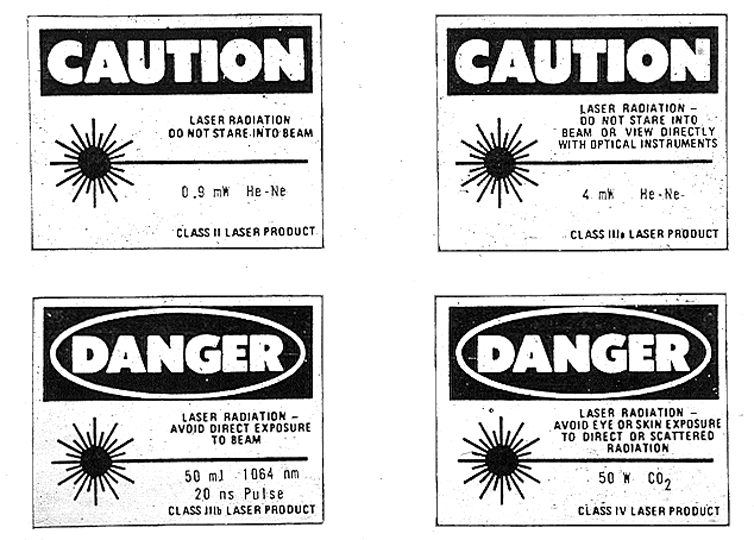 CAUTION
LASER RADIATION
DO NOT STARE INTO BEAM
0.9 mW He-Ne
CLASS II LASER PRODUCT
CAUTION
LASER RADIATION –
DO NOT STARE INTO
BEAM OR VIEW DIRECTLY
WITH OPTICAL INSTRUMENTS
4 mW He-Ne
CLASS IIIa LASER PRODUCT
DANGER
LASER RADIATION –
AVOID DIRECT EXPOSURE
TO BEAM
50 mJ 1064 nm
20 ns Pulse
CLASS IIIb LASER PRODUCT
DANGER
LASER RADIATION –
AVOID EYE OR SKIN EXPOSURE
TO DIRECT OR SCATTERED
RADIATION
50 W CO₂
CLASS IV LASER PRODUCT